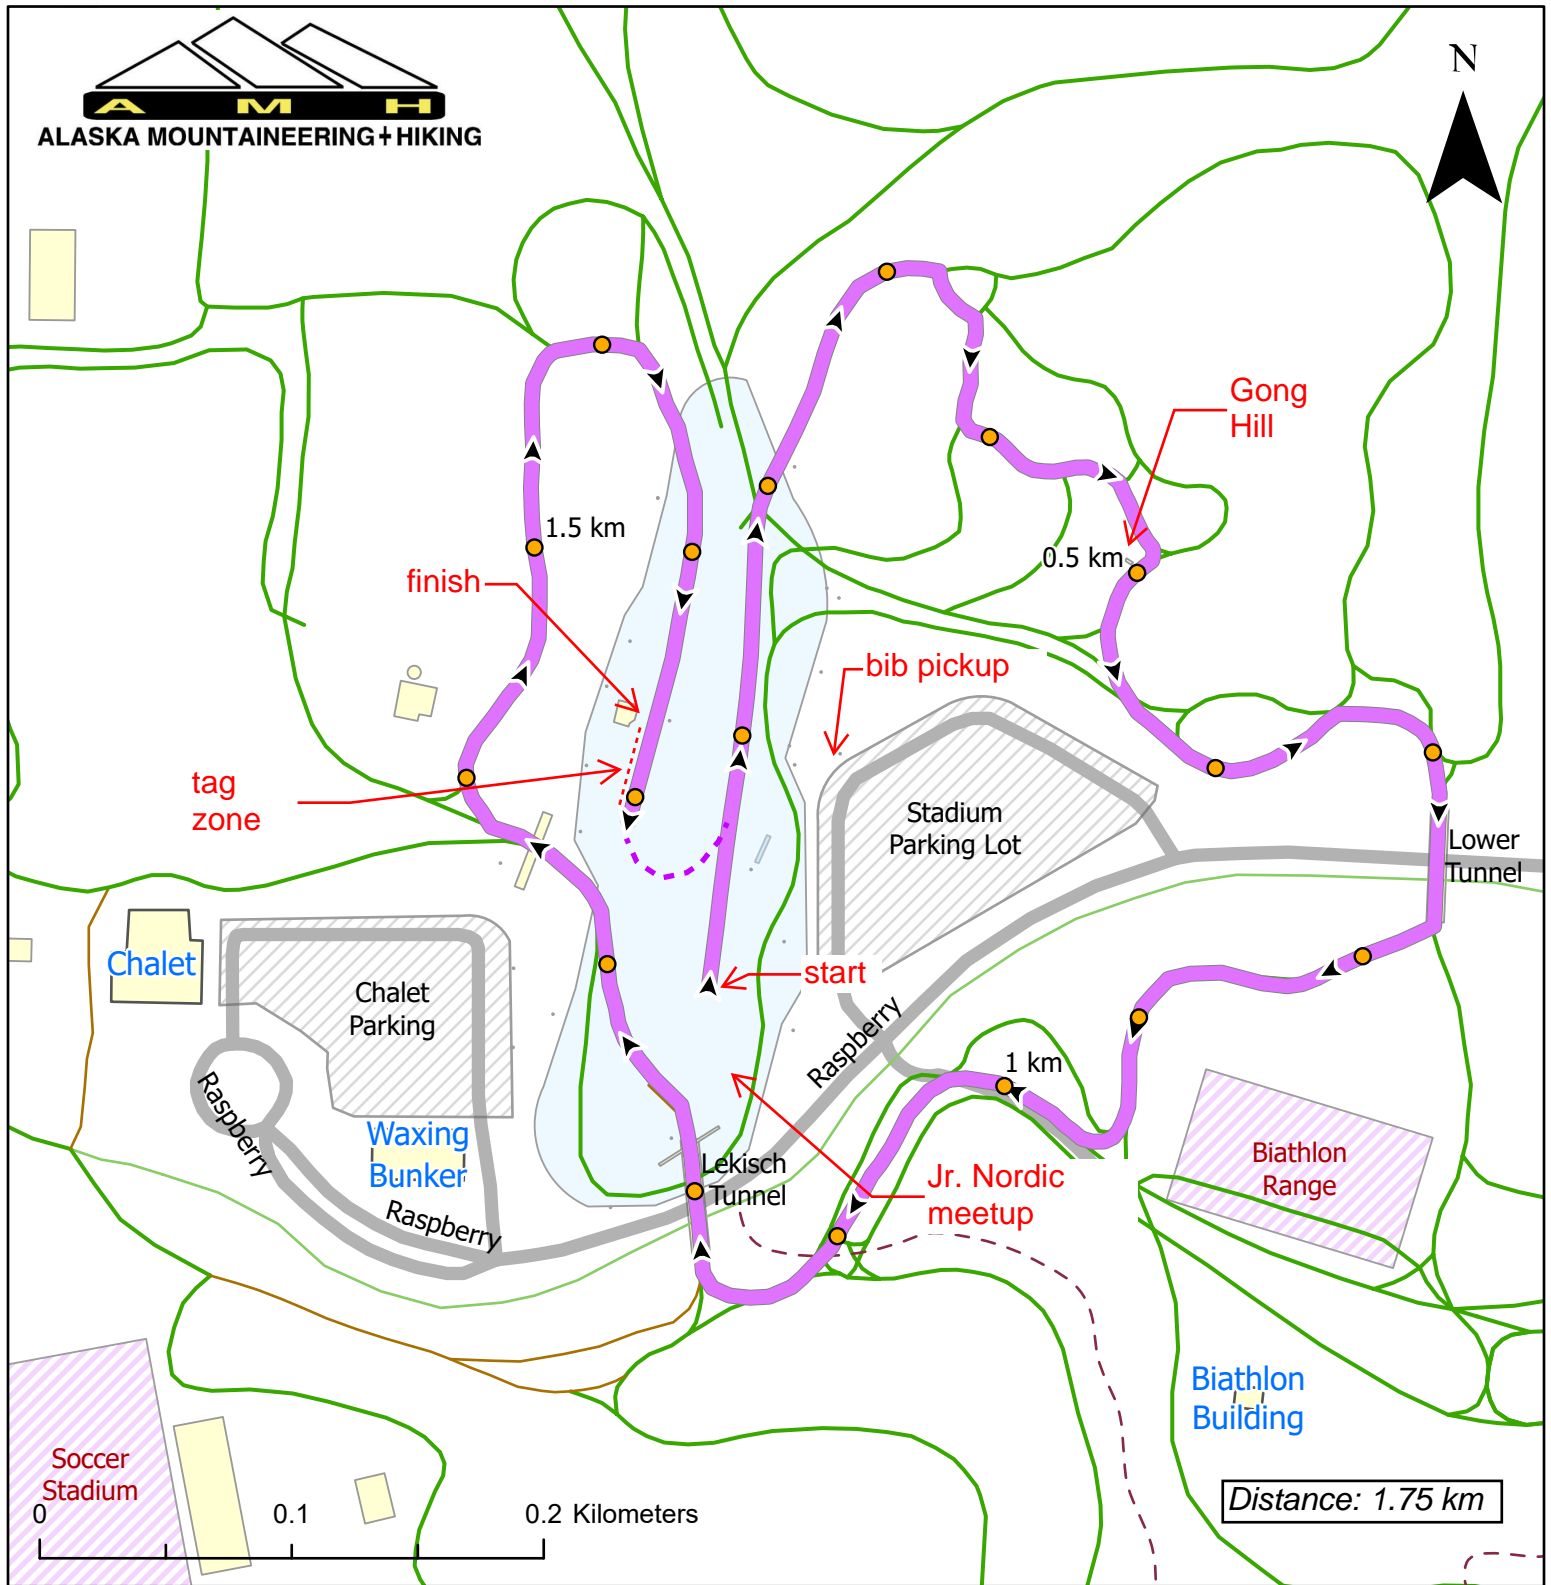 A M H
ALASKA MOUNTAINEERING+HIKING
N
Gong
Hill
1.5 km
0.5 km
finish
bib pickup
tag
zone
Stadium
Parking Lot
Lower
Tunnel
Chalet
Chalet
Parking
start
Raspberry
1 km
Raspberry
Waxing
Bunker
Lekisch
Tunnel
Raspberry
Jr. Nordic
meetup
Biathlon
Range
Biathlon
Building
Soccer
Stadium
0 0.1 0.2 Kilometers
Distance: 1.75 km